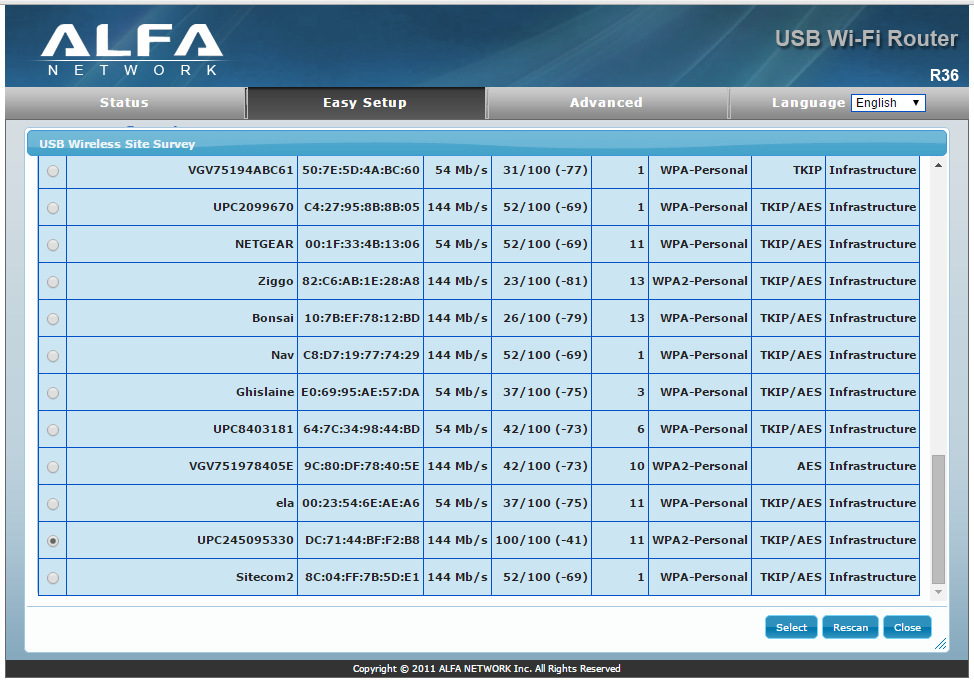 ALFA
NETWORK
USB Wi-Fi Router
R36
Status Easy Setup Advanced Language English
USB Wireless Site Survey
VGV75194ABC61 50:7E:5D:4A:BC:60 54 Mb/s 31/100 (-77) 1 WPA-Personal TKIP Infrastructure
UPC2099670 C4:27:95:8B:8B:05 144 Mb/s 52/100 (-69) 1 WPA-Personal TKIP/AES Infrastructure
NETGEAR 00:1F:33:4B:13:06 54 Mb/s 52/100 (-69) 11 WPA-Personal TKIP/AES Infrastructure
Ziggo 82:C6:AB:1E:28:A8 144 Mb/s 23/100 (-81) 13 WPA2-Personal TKIP/AES Infrastructure
Bonsai 10:7B:EF:78:12:BD 144 Mb/s 26/100 (-79) 13 WPA-Personal TKIP/AES Infrastructure
Nav C8:D7:19:77:74:29 144 Mb/s 52/100 (-69) 1 WPA-Personal TKIP/AES Infrastructure
Ghislaine E0:69:95:AE:57:DA 54 Mb/s 37/100 (-75) 3 WPA-Personal TKIP/AES Infrastructure
UPC8403181 64:7C:34:98:44:BD 54 Mb/s 42/100 (-73) 6 WPA-Personal TKIP/AES Infrastructure
VGV751978405E 9C:80:DF:78:40:5E 144 Mb/s 42/100 (-73) 10 WPA2-Personal AES Infrastructure
ela 00:23:54:6E:AE:A6 54 Mb/s 37/100 (-75) 11 WPA-Personal TKIP/AES Infrastructure
UPC245095330 DC:71:44:BF:F2:B8 144 Mb/s 100/100 (-41) 11 WPA2-Personal TKIP/AES Infrastructure
Sitecom2 8C:04:FF:7B:5D:E1 144 Mb/s 52/100 (-69) 1 WPA-Personal TKIP/AES Infrastructure
Select Rescan Close
Copyright © 2011 ALFA NETWORK Inc. All Rights Reserved